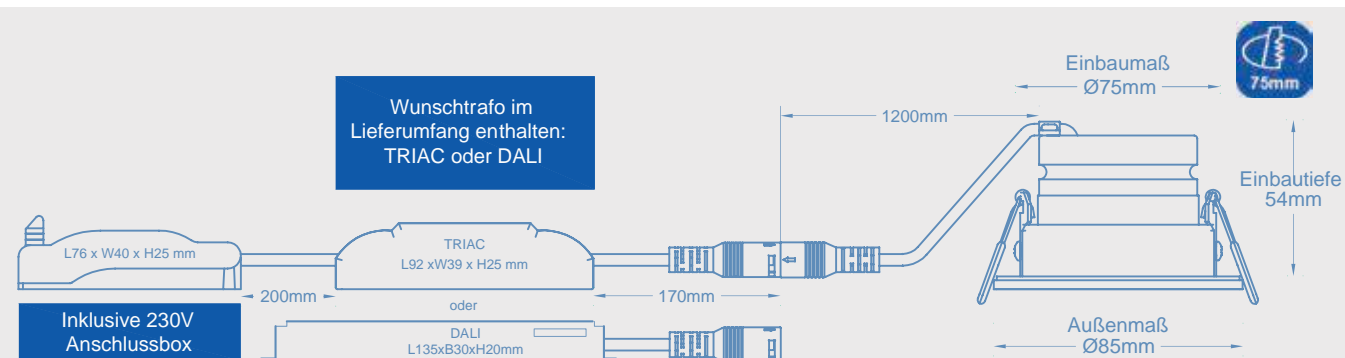 Einbaumaß
Ø75mm
75mm
Wunschtrafo im
Lieferumfang enthalten:
TRIAC oder DALI
1200mm
Einbautiefe
54mm
L76 x W40 x H25 mm
TRIAC
L92 xW39 x H25 mm
200mm
170mm
oder
Inklusive 230V
Anschlussbox
DALI
L135xB30xH20mm
Außenmaß
Ø85mm